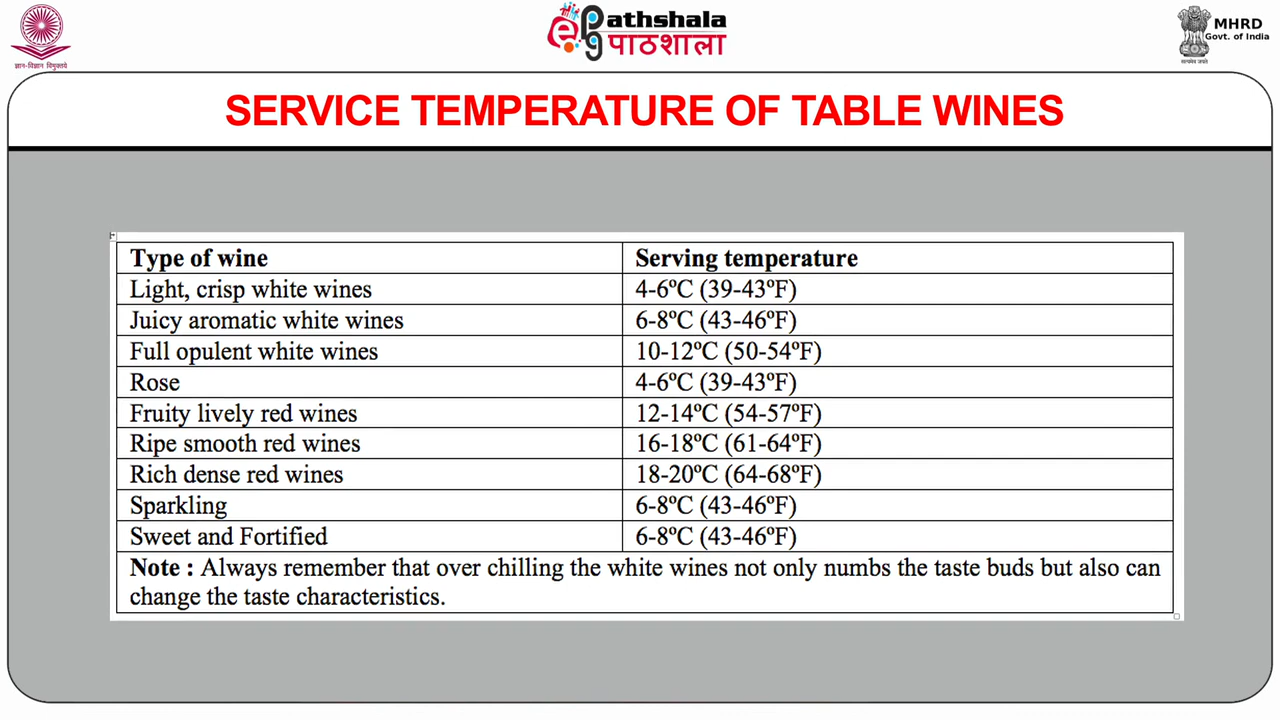 ज्ञान-विज्ञान विमुक्तये
ePGpathshala
पाठशाला
MHRD
Govt. of India
सत्यमेव जयते
SERVICE TEMPERATURE OF TABLE WINES
Type of wine Serving temperature
Light, crisp white wines 4-6ºC (39-43ºF)
Juicy aromatic white wines 6-8ºC (43-46ºF)
Full opulent white wines 10-12ºC (50-54ºF)
Rose 4-6ºC (39-43ºF)
Fruity lively red wines 12-14ºC (54-57ºF)
Ripe smooth red wines 16-18ºC (61-64ºF)
Rich dense red wines 18-20ºC (64-68ºF)
Sparkling 6-8ºC (43-46ºF)
Sweet and Fortified 6-8ºC (43-46ºF)
Note : Always remember that over chilling the white wines not only numbs the taste buds but also can
change the taste characteristics.